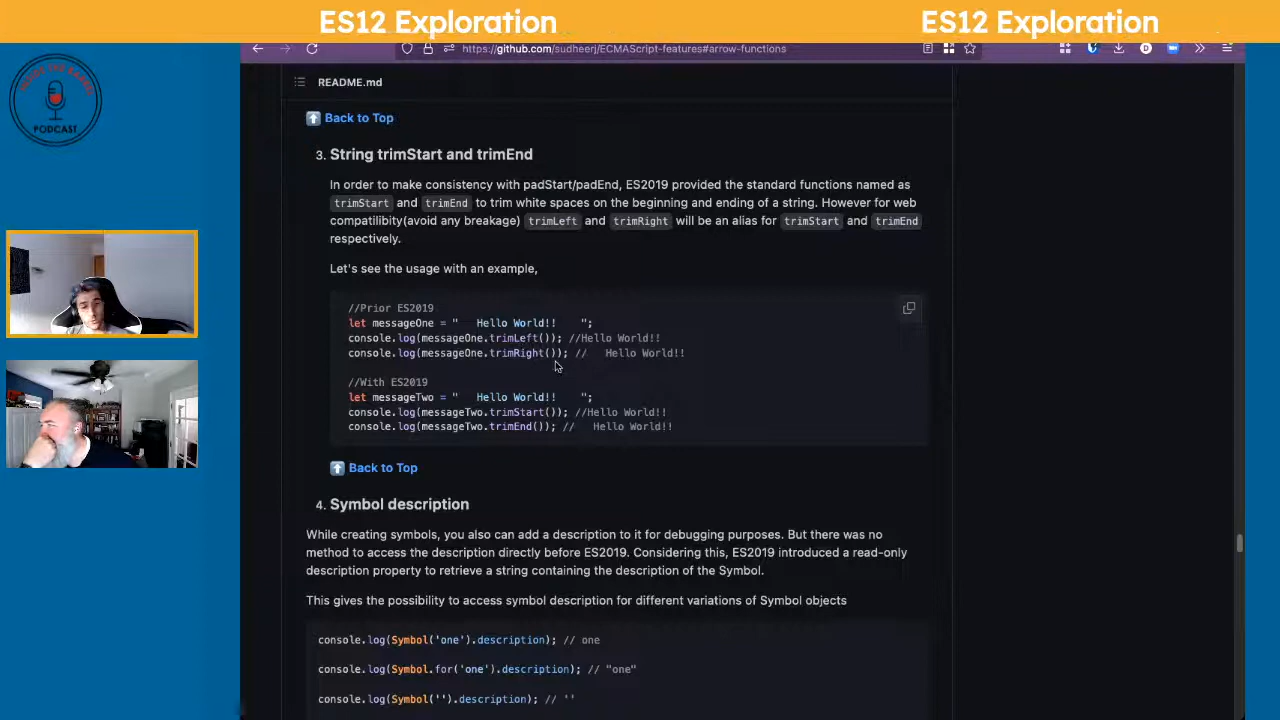 ES12 Exploration
ES12 Exploration
https://github.com/sudheerj/ECMAScript-features#arrow-functions
PODCAST
README.md
Back to Top
3. String trimStart and trimEnd
In order to make consistency with padStart/padEnd, ES2019 provided the standard functions named as
trimStart and trimEnd to trim white spaces on the beginning and ending of a string. However for web
compatilibity(avoid any breakage) trimLeft and trimRight will be an alias for trimStart and trimEnd
respectively.
Let's see the usage with an example,
//Prior ES2019
let messageOne = "   Hello World!!    ";
console.log(messageOne.trimLeft()); //Hello World!!
console.log(messageOne.trimRight()); //   Hello World!!
//With ES2019
let messageTwo = "   Hello World!!    ";
console.log(messageTwo.trimStart()); //Hello World!!
console.log(messageTwo.trimEnd()); //   Hello World!!
Back to Top
4. Symbol description
While creating symbols, you also can add a description to it for debugging purposes. But there was no
method to access the description directly before ES2019. Considering this, ES2019 introduced a read-only
description property to retrieve a string containing the description of the Symbol.
This gives the possibility to access symbol description for different variations of Symbol objects
console.log(Symbol('one').description); // one
console.log(Symbol.for('one').description); // "one"
console.log(Symbol('').description); // ''